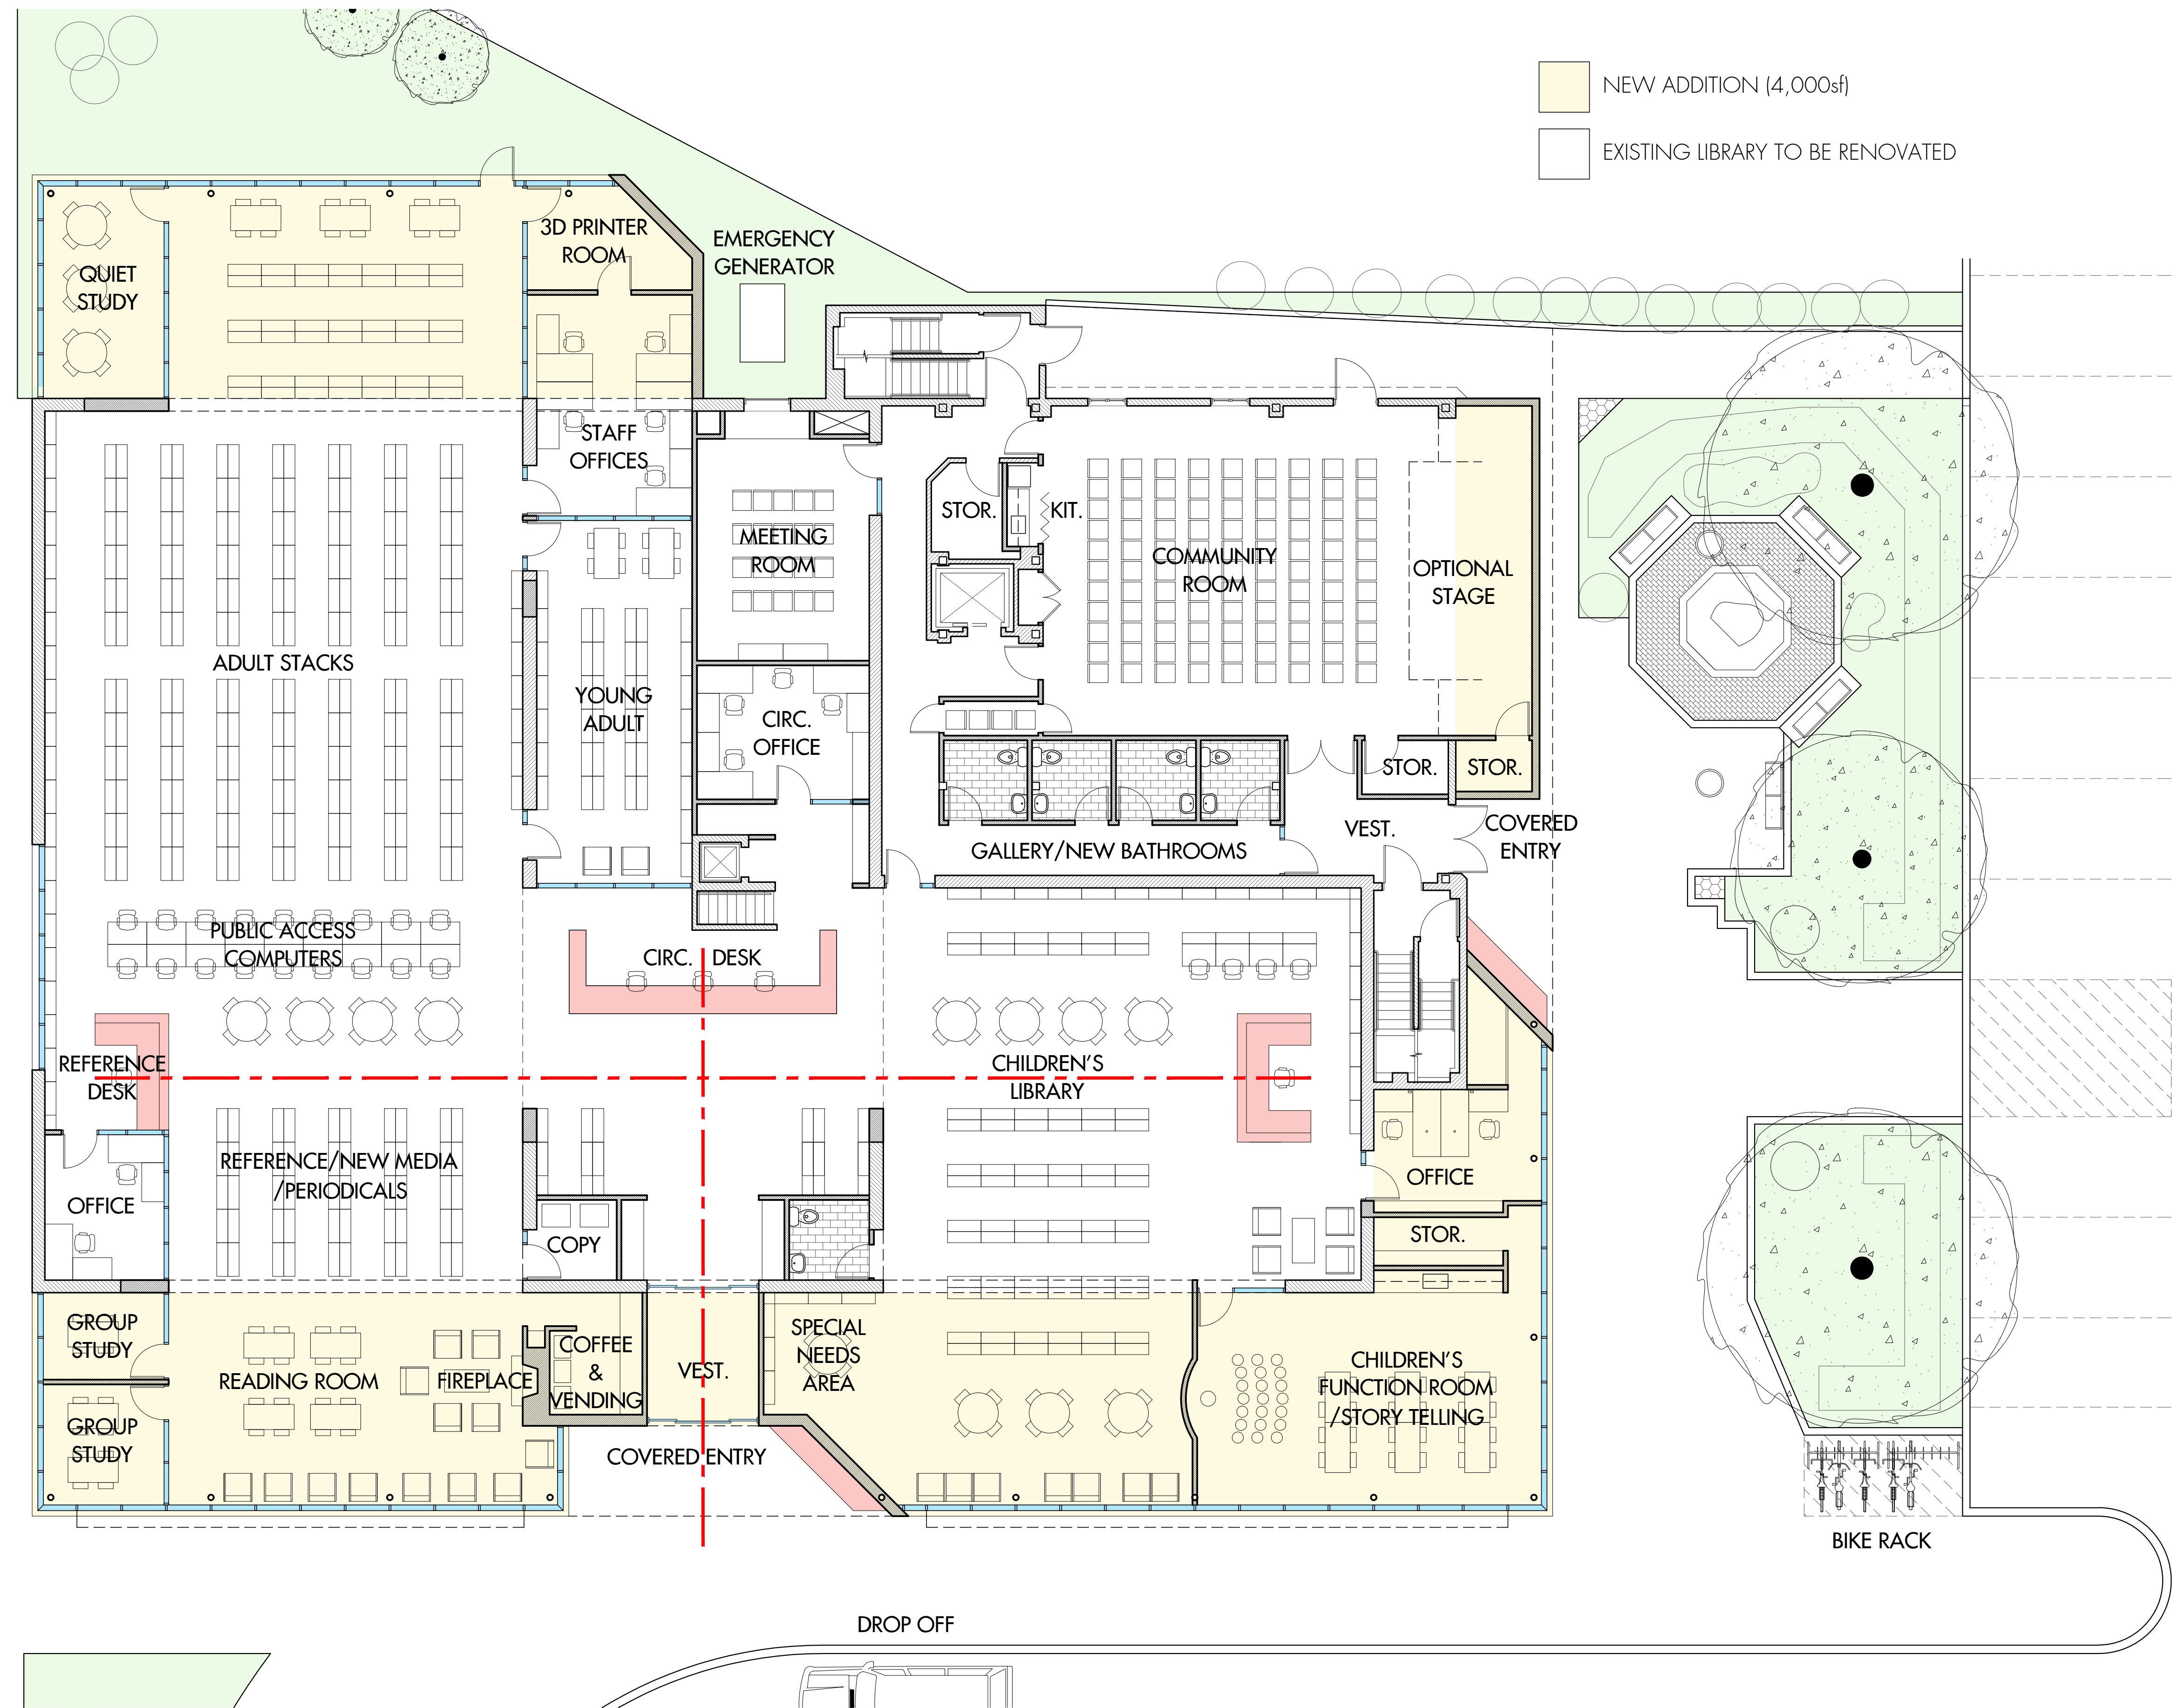 NEW ADDITION (4,000sf)
EXISTING LIBRARY TO BE RENOVATED
3D PRINTER
ROOM
EMERGENCY
GENERATOR
QUIET
STUDY
STAFF
OFFICES
MEETING
ROOM
STOR.
KIT.
COMMUNITY
ROOM
OPTIONAL
STAGE
ADULT STACKS
YOUNG
ADULT
CIRC.
OFFICE
STOR.
STOR.
VEST.
COVERED
ENTRY
GALLERY/NEW BATHROOMS
PUBLIC ACCESS
COMPUTERS
CIRC. DESK
REFERENCE
DESK
CHILDREN'S
LIBRARY
REFERENCE/NEW MEDIA
/PERIODICALS
OFFICE
OFFICE
COPY
STOR.
GROUP
STUDY
READING ROOM
FIREPLACE
COFFEE
&
VENDING
VEST.
SPECIAL
NEEDS
AREA
CHILDREN'S
FUNCTION ROOM
/STORY TELLING
GROUP
STUDY
COVERED ENTRY
BIKE RACK
DROP OFF